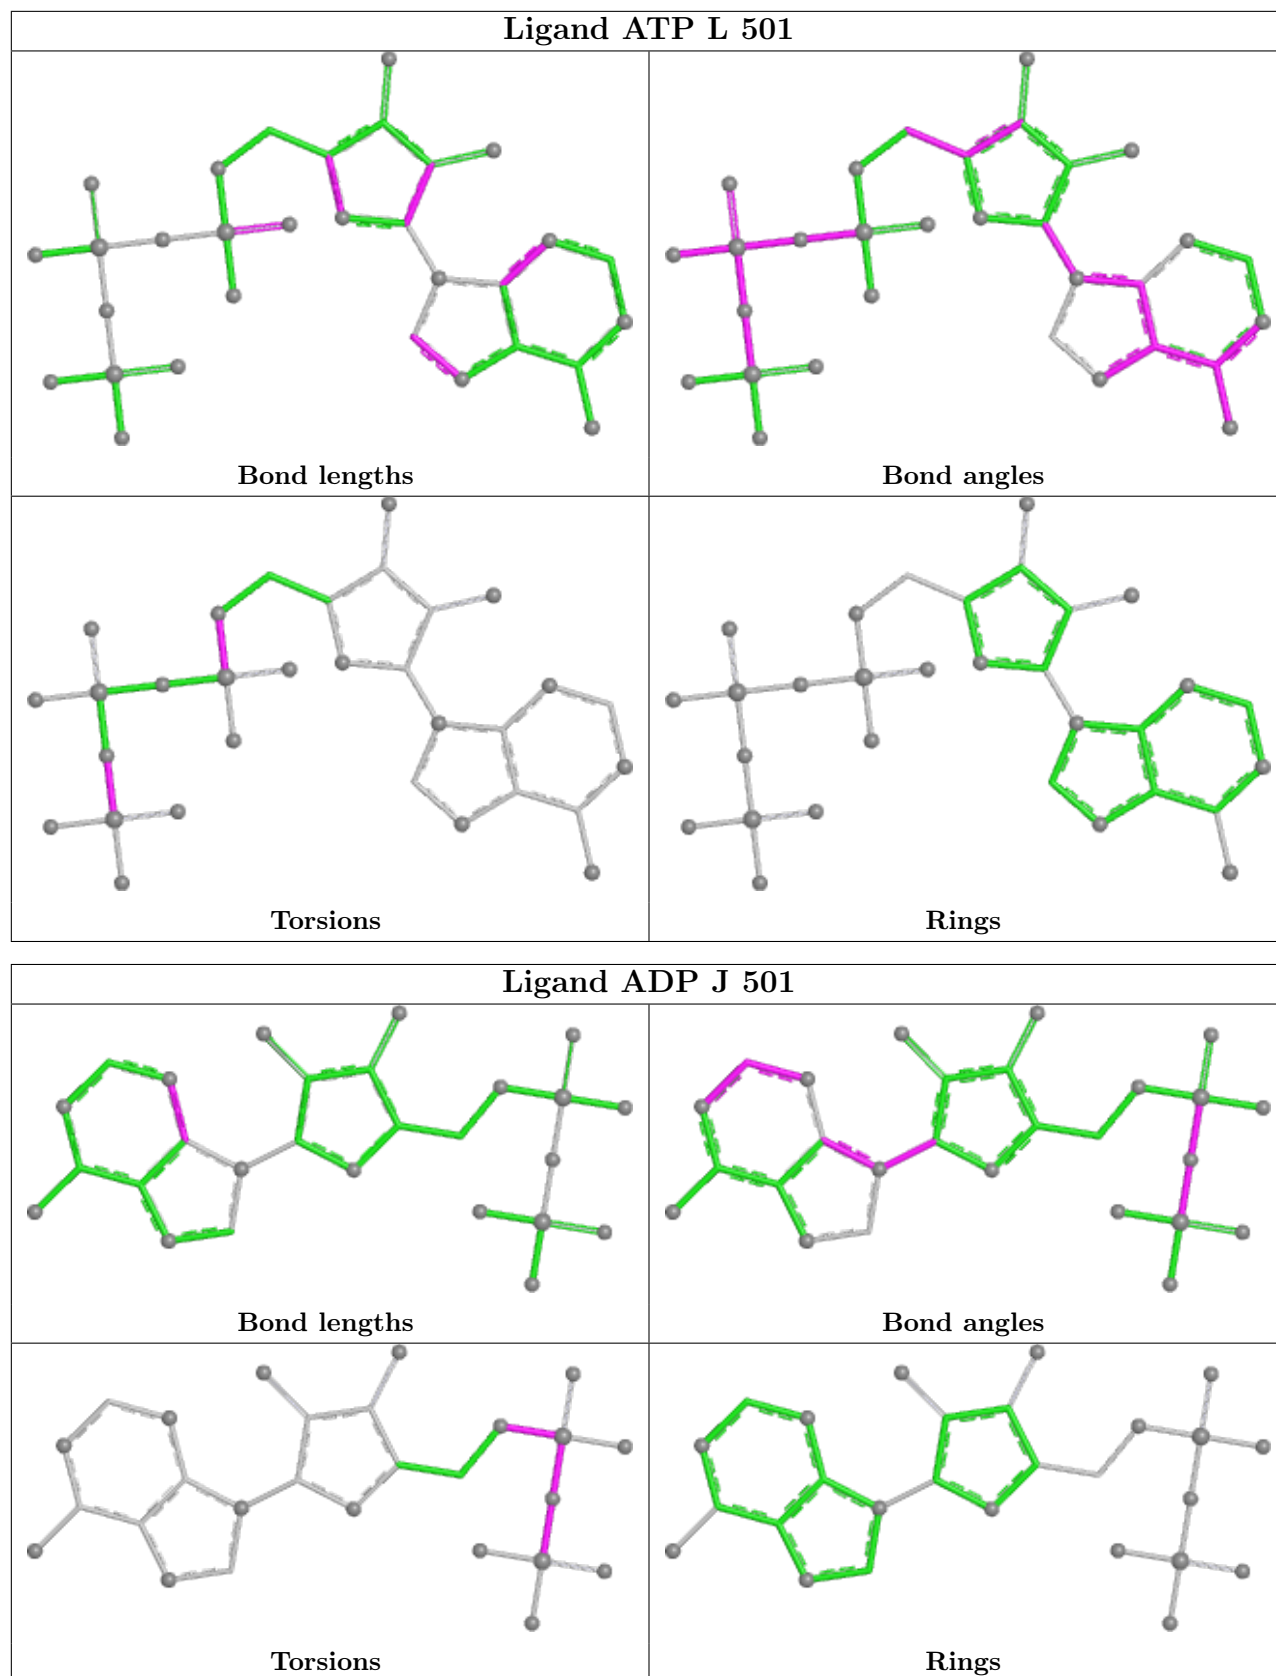 Ligand ATP L 501
Bond lengths
Bond angles
Torsions
Rings
Ligand ADP J 501
Bond lengths
Bond angles
Torsions
Rings